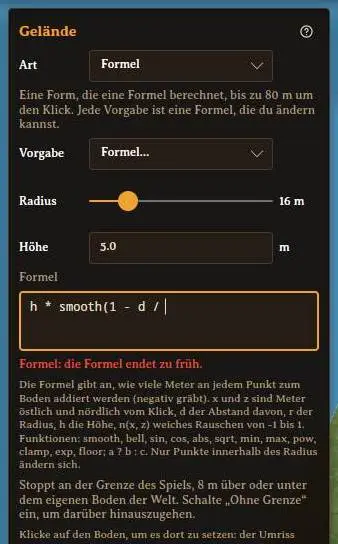 Gelände
Art
Formel
Eine Form, die eine Formel berechnet, bis zu 80 m um
den Klick. Jede Vorgabe ist eine Formel, die du ändern
kannst.
Vorgabe
Formel...
Radius
16 m
Höhe
5.0
m
Formel
h * smooth(1 - d /
Formel: die Formel endet zu früh.
Die Formel gibt an, wie viele Meter an jedem Punkt zum
Boden addiert werden (negativ gräbt). x und z sind Meter
östlich und nördlich vom Klick, d der Abstand davon, r der
Radius, h die Höhe, n(x, z) weiches Rauschen von -1 bis 1.
Funktionen: smooth, bell, sin, cos, abs, sqrt, min, max, pow,
clamp, exp, floor; a ? b : c. Nur Punkte innerhalb des Radius
ändern sich.
Stoppt an der Grenze des Spiels, 8 m über oder unter
dem eigenen Boden der Welt. Schalte „Ohne Grenze“
ein, um darüber hinauszugehen.
Klicke auf den Boden, um es dort zu setzen: der Umriss